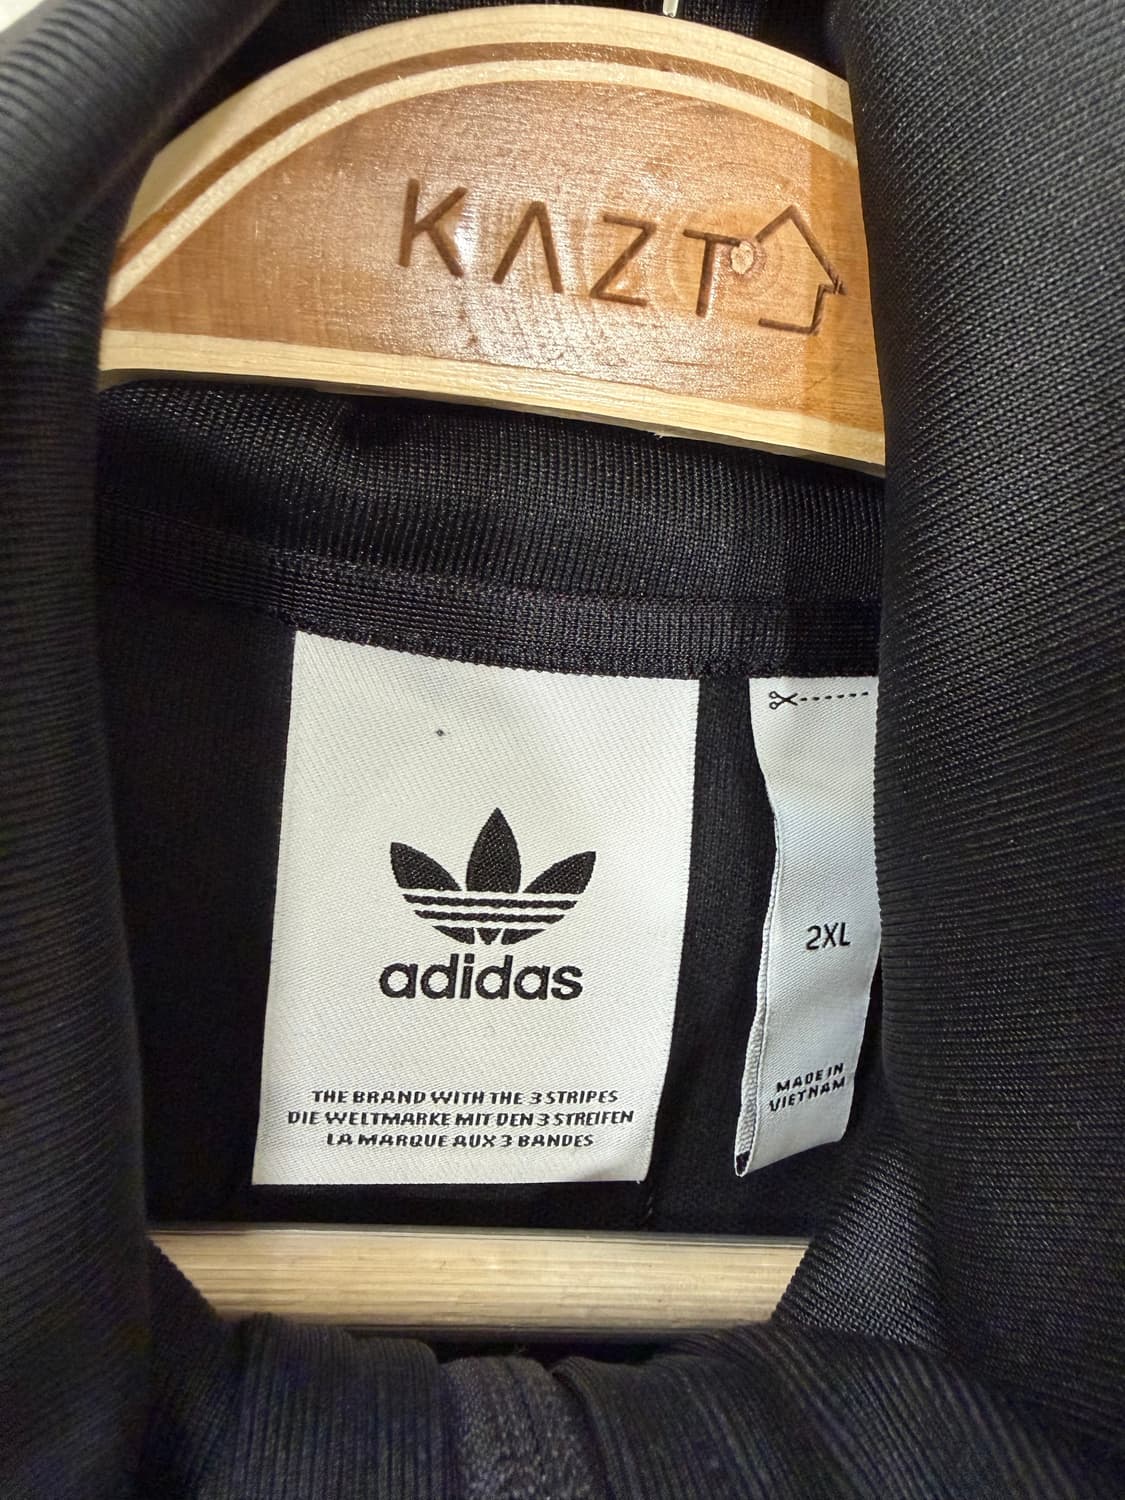 KAZT
adidas
THE BRAND WITH THE 3 STRIPES
DIE WELTMARKE MIT DEN 3 STREIFEN
LA MARQUE AUX 3 BANDES
2XL
MADE IN
VIETNAM